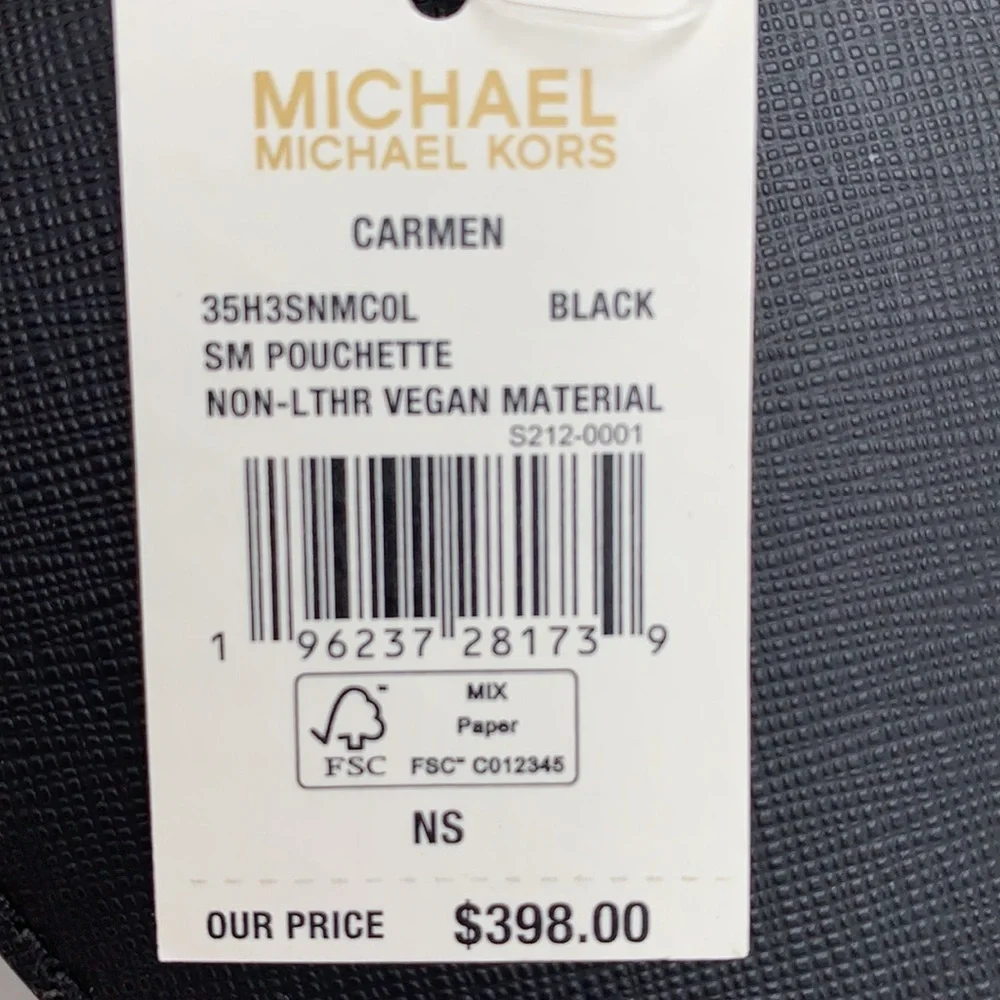 MICHAEL
MICHAEL KORS
CARMEN
35H3SNMC0L BLACK
SM POUCHETTE
NON-LTHR VEGAN MATERIAL
S212-0001
1 96237 28173 9
MIX
Paper
FSC FSC™ C012345
NS
OUR PRICE $398.00